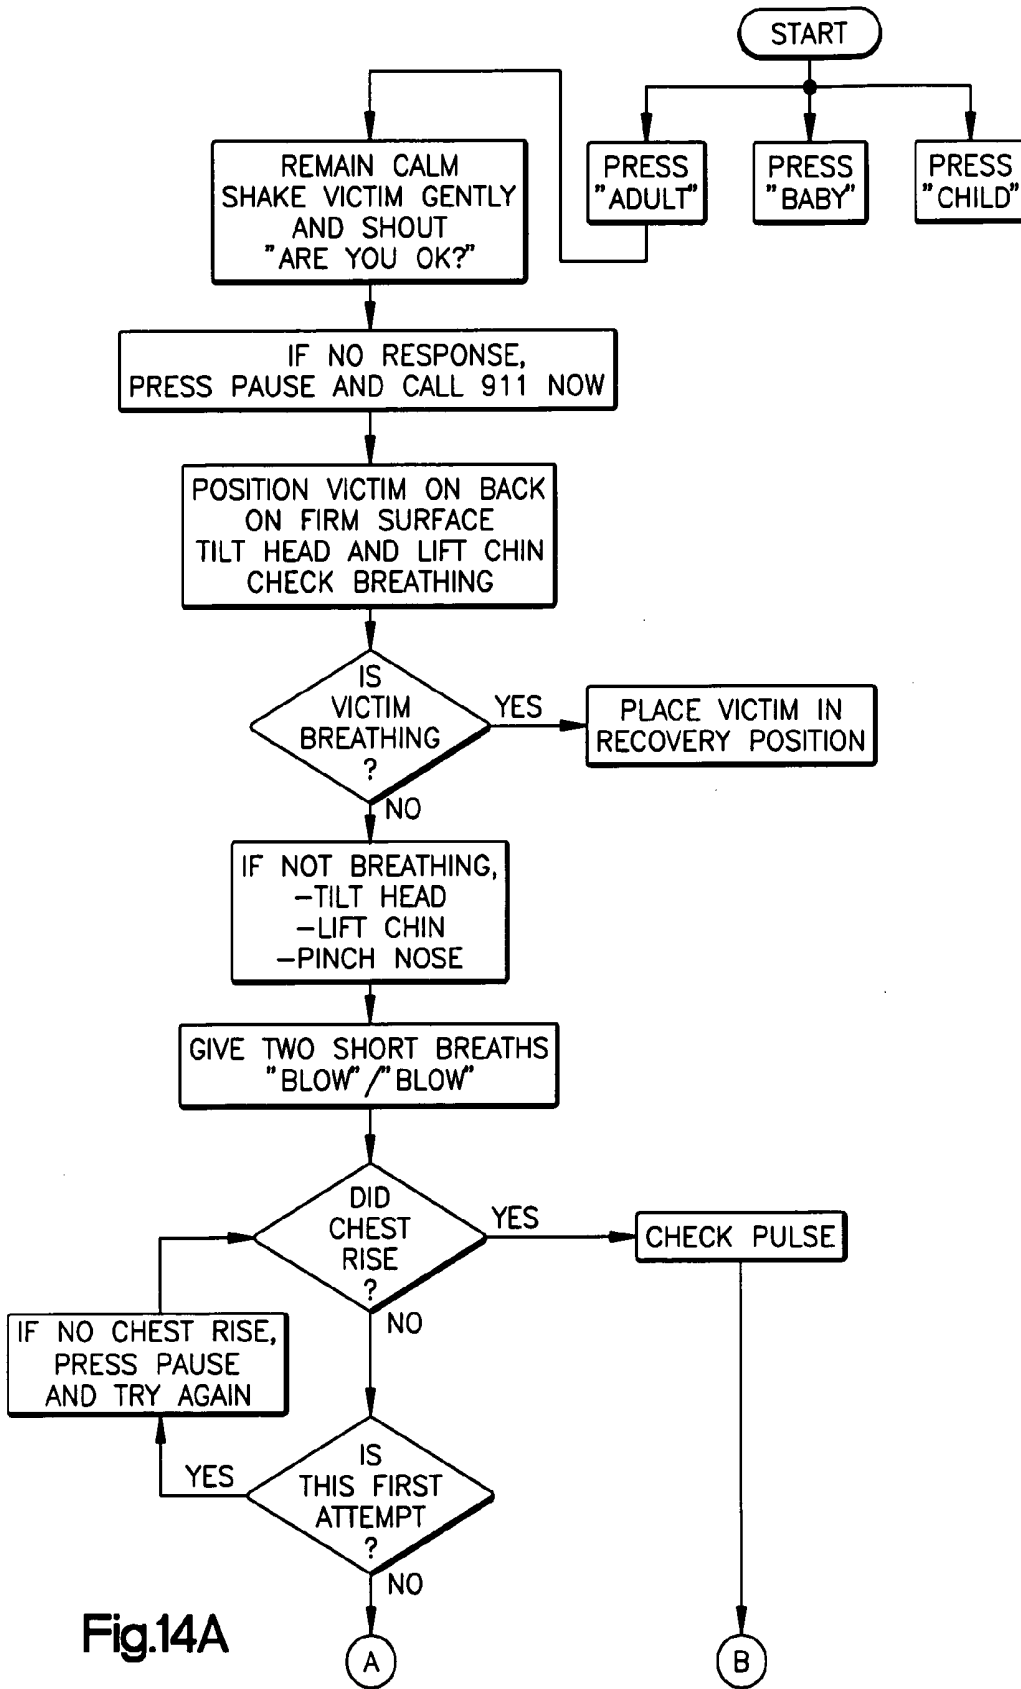 START
PRESS
"ADULT"
PRESS
"BABY"
PRESS
"CHILD"
REMAIN CALM
SHAKE VICTIM GENTLY
AND SHOUT
"ARE YOU OK?"
IF NO RESPONSE,
PRESS PAUSE AND CALL 911 NOW
POSITION VICTIM ON BACK
ON FIRM SURFACE
TILT HEAD AND LIFT CHIN
CHECK BREATHING
IS
VICTIM
BREATHING
?
YES
PLACE VICTIM IN
RECOVERY POSITION
NO
IF NOT BREATHING,
-TILT HEAD
-LIFT CHIN
-PINCH NOSE
GIVE TWO SHORT BREATHS
"BLOW"/"BLOW"
DID
CHEST
RISE
?
YES
CHECK PULSE
NO
IF NO CHEST RISE,
PRESS PAUSE
AND TRY AGAIN
IS
THIS FIRST
ATTEMPT
?
YES
NO
A
B
Fig.14A